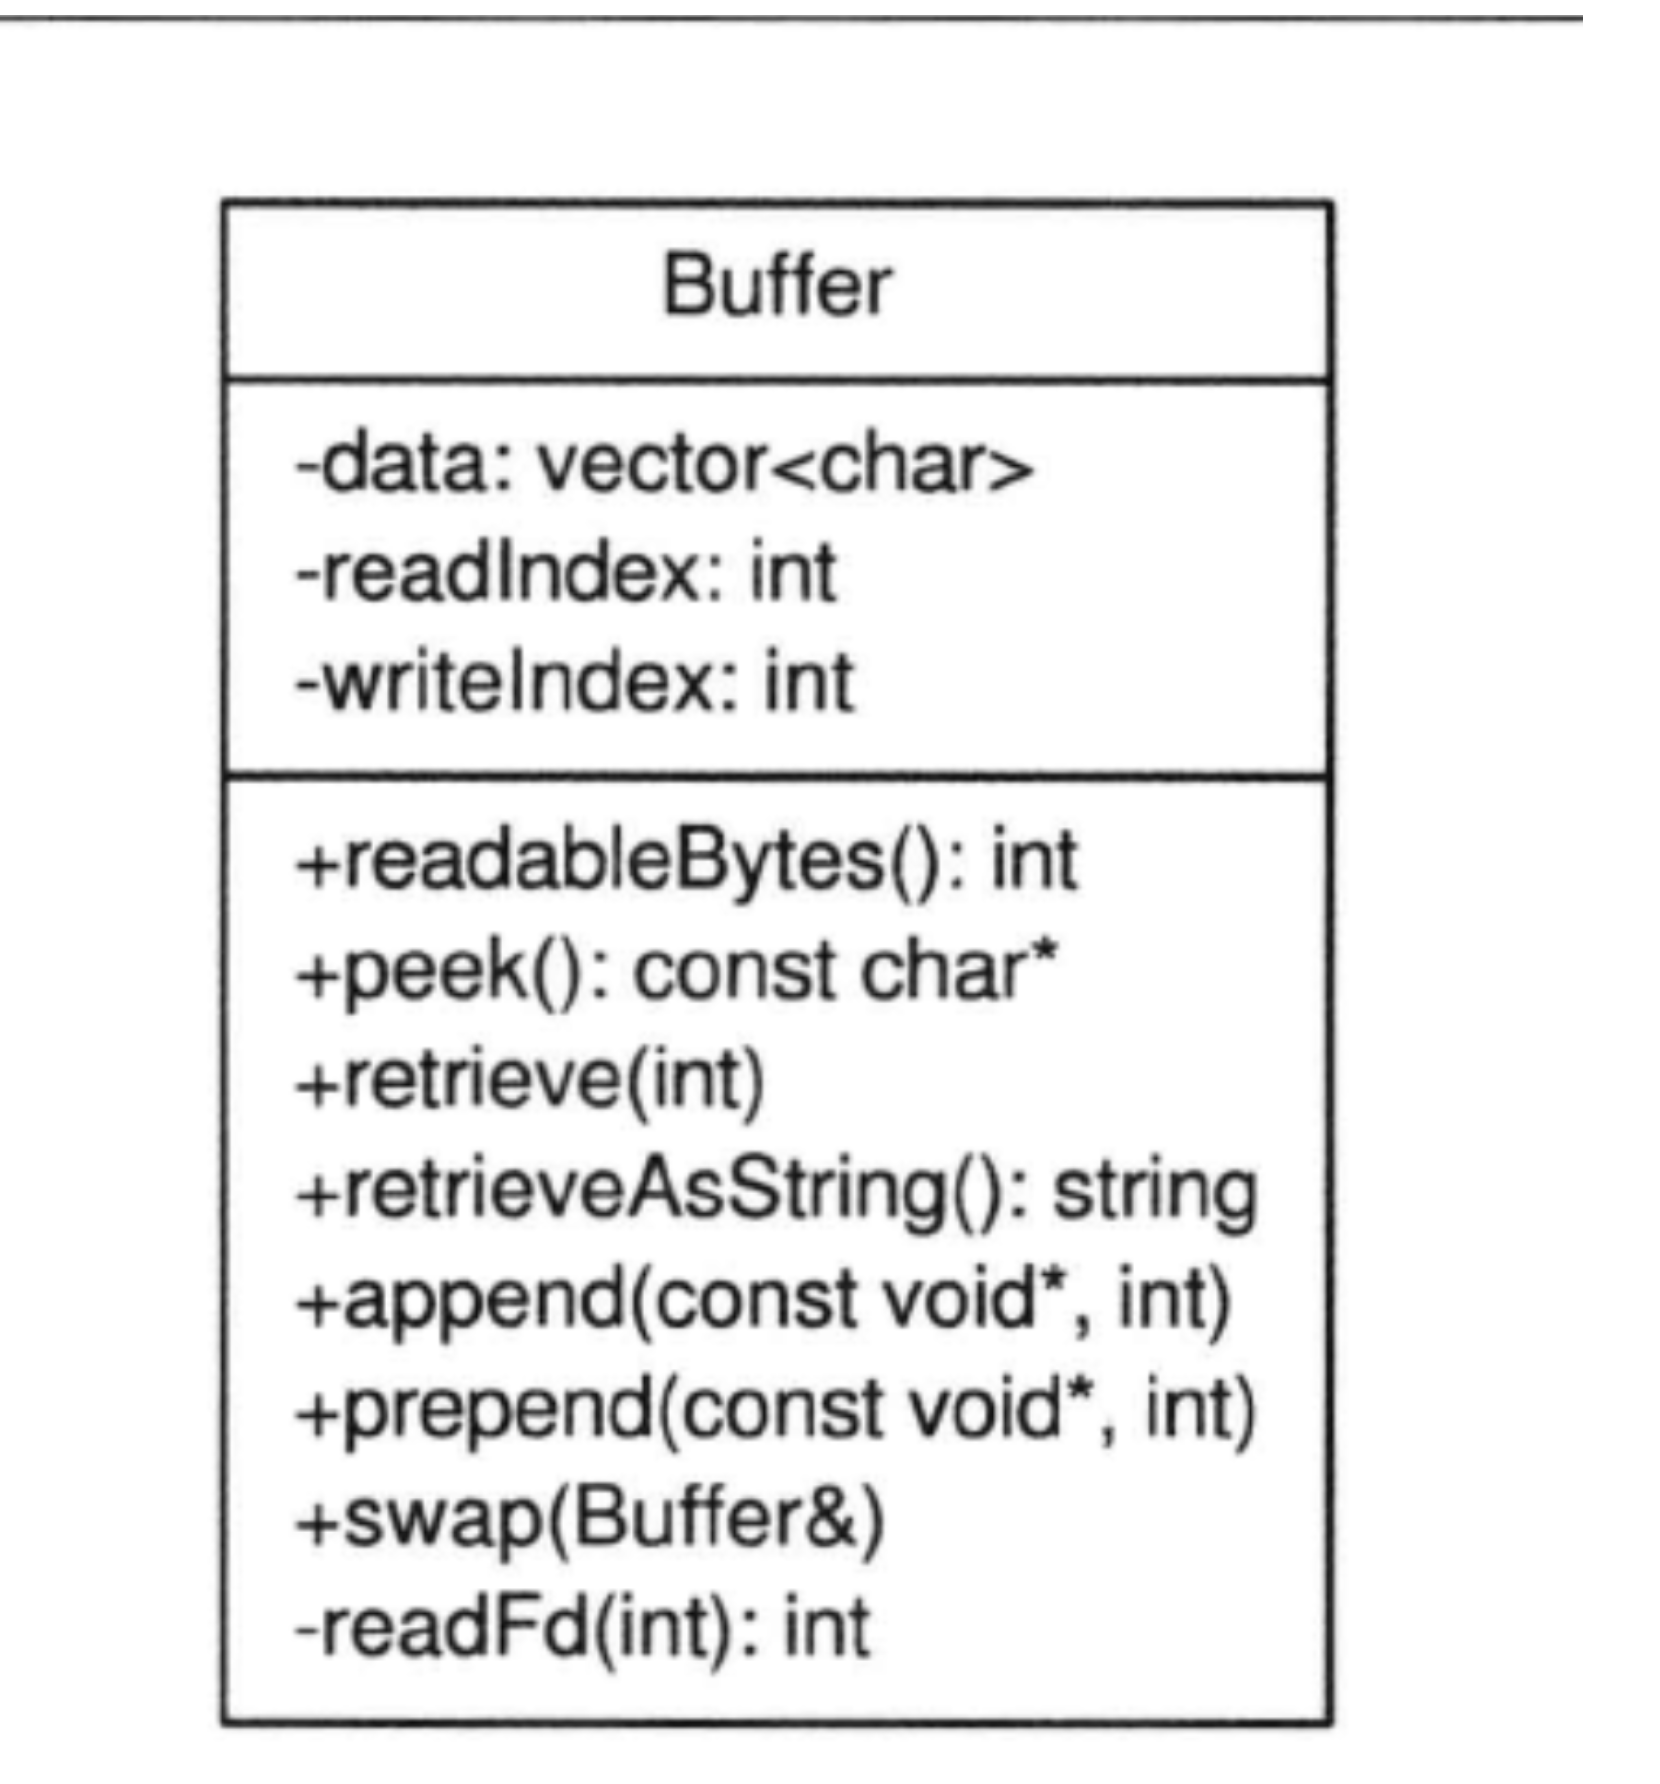 Buffer
-data: vector<char>
-readIndex: int
-writeIndex: int
+readableBytes(): int
+peek(): const char*
+retrieve(int)
+retrieveAsString(): string
+append(const void*, int)
+prepend(const void*, int)
+swap(Buffer&)
-readFd(int): int